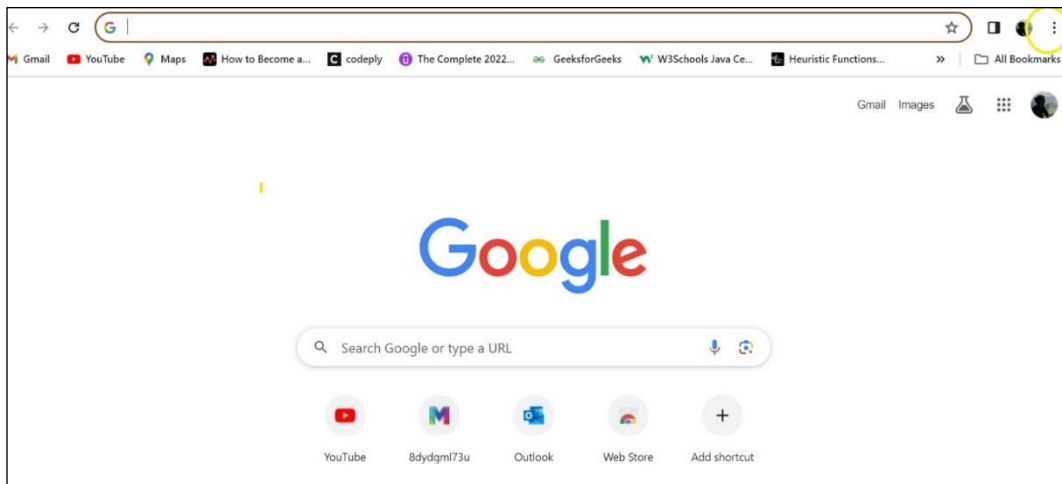 G
Gmail YouTube Maps How to Become a... C codeply The Complete 2022... GeeksforGeeks W3Schools Java Ce... Heuristic Functions... » All Bookmarks
Gmail Images
Google
Search Google or type a URL
YouTube 8dydgml73u Outlook Web Store Add shortcut